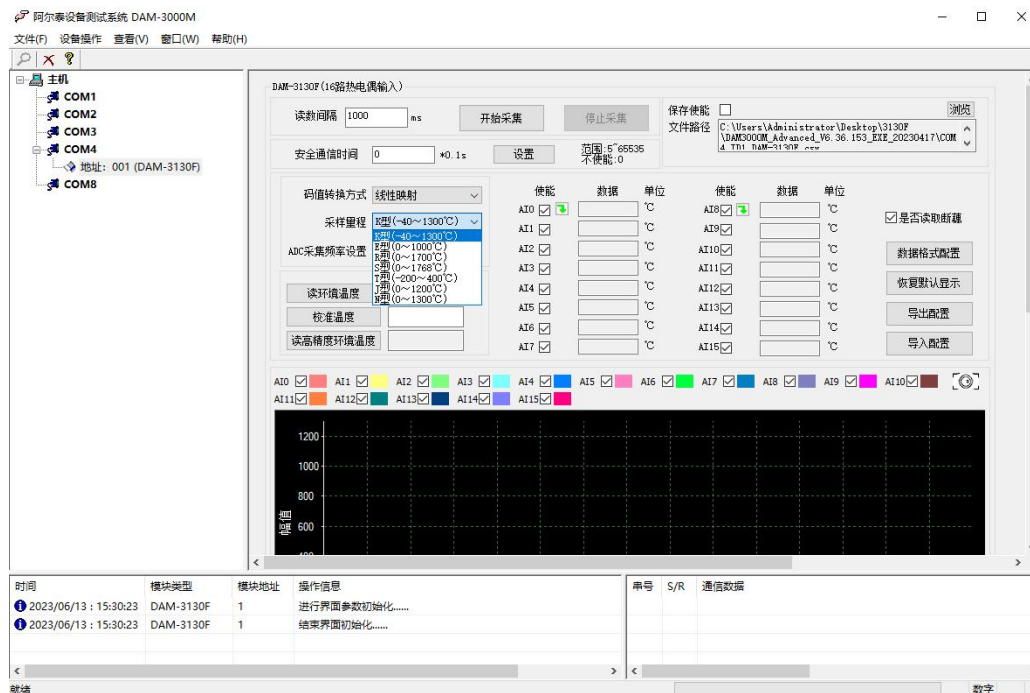 阿尔泰设备测试系统 DAM-3000M
文件(F) 设备操作 查看(V) 窗口(W) 帮助(H)
主机
COM1
COM2
COM3
COM4
地址：001 (DAM-3130F)
COM8
DAM-3130F(16路热电偶输入)
读数间隔 1000 ms 开始采集 停止采集
安全通信时间 0 *0.1s 设置 范围:5~65535
不使能:0
保存使能 浏览
文件路径 C:\Users\Administrator\Desktop\3130F
\DAM3000M_Advanced_V6.36.153_EXE_20230417\COM
4_ID1_DAM-3130F.csv
码值转换方式 线性映射
采样里程 K型(-40～1300℃)
ADC采集频率设置
K型(-40～1300℃)
E型(0～1000℃)
R型(0～1700℃)
S型(0～1768℃)
T型(-200～400℃)
J型(0～1200℃)
N型(0～1300℃)
读环境温度
校准温度
读高精度环境温度
使能 数据 单位 使能 数据 单位
AI0 ℃ AI8 ℃
AI1 ℃ AI9 ℃
AI2 ℃ AI10 ℃
AI3 ℃ AI11 ℃
AI4 ℃ AI12 ℃
AI5 ℃ AI13 ℃
AI6 ℃ AI14 ℃
AI7 ℃ AI15 ℃
是否读取断藕
数据格式配置
恢复默认显示
导出配置
导入配置
AI0 AI1 AI2 AI3 AI4 AI5 AI6 AI7 AI8 AI9 AI10
AI11 AI12 AI13 AI14 AI15
1200
1000
800
600
400
幅值
时间 模块类型 模块地址 操作信息
2023/06/13 : 15:30:23 DAM-3130F 1 进行界面参数初始化......
2023/06/13 : 15:30:23 DAM-3130F 1 结束界面初始化......
串号 S/R 通信数据
就绪 数字